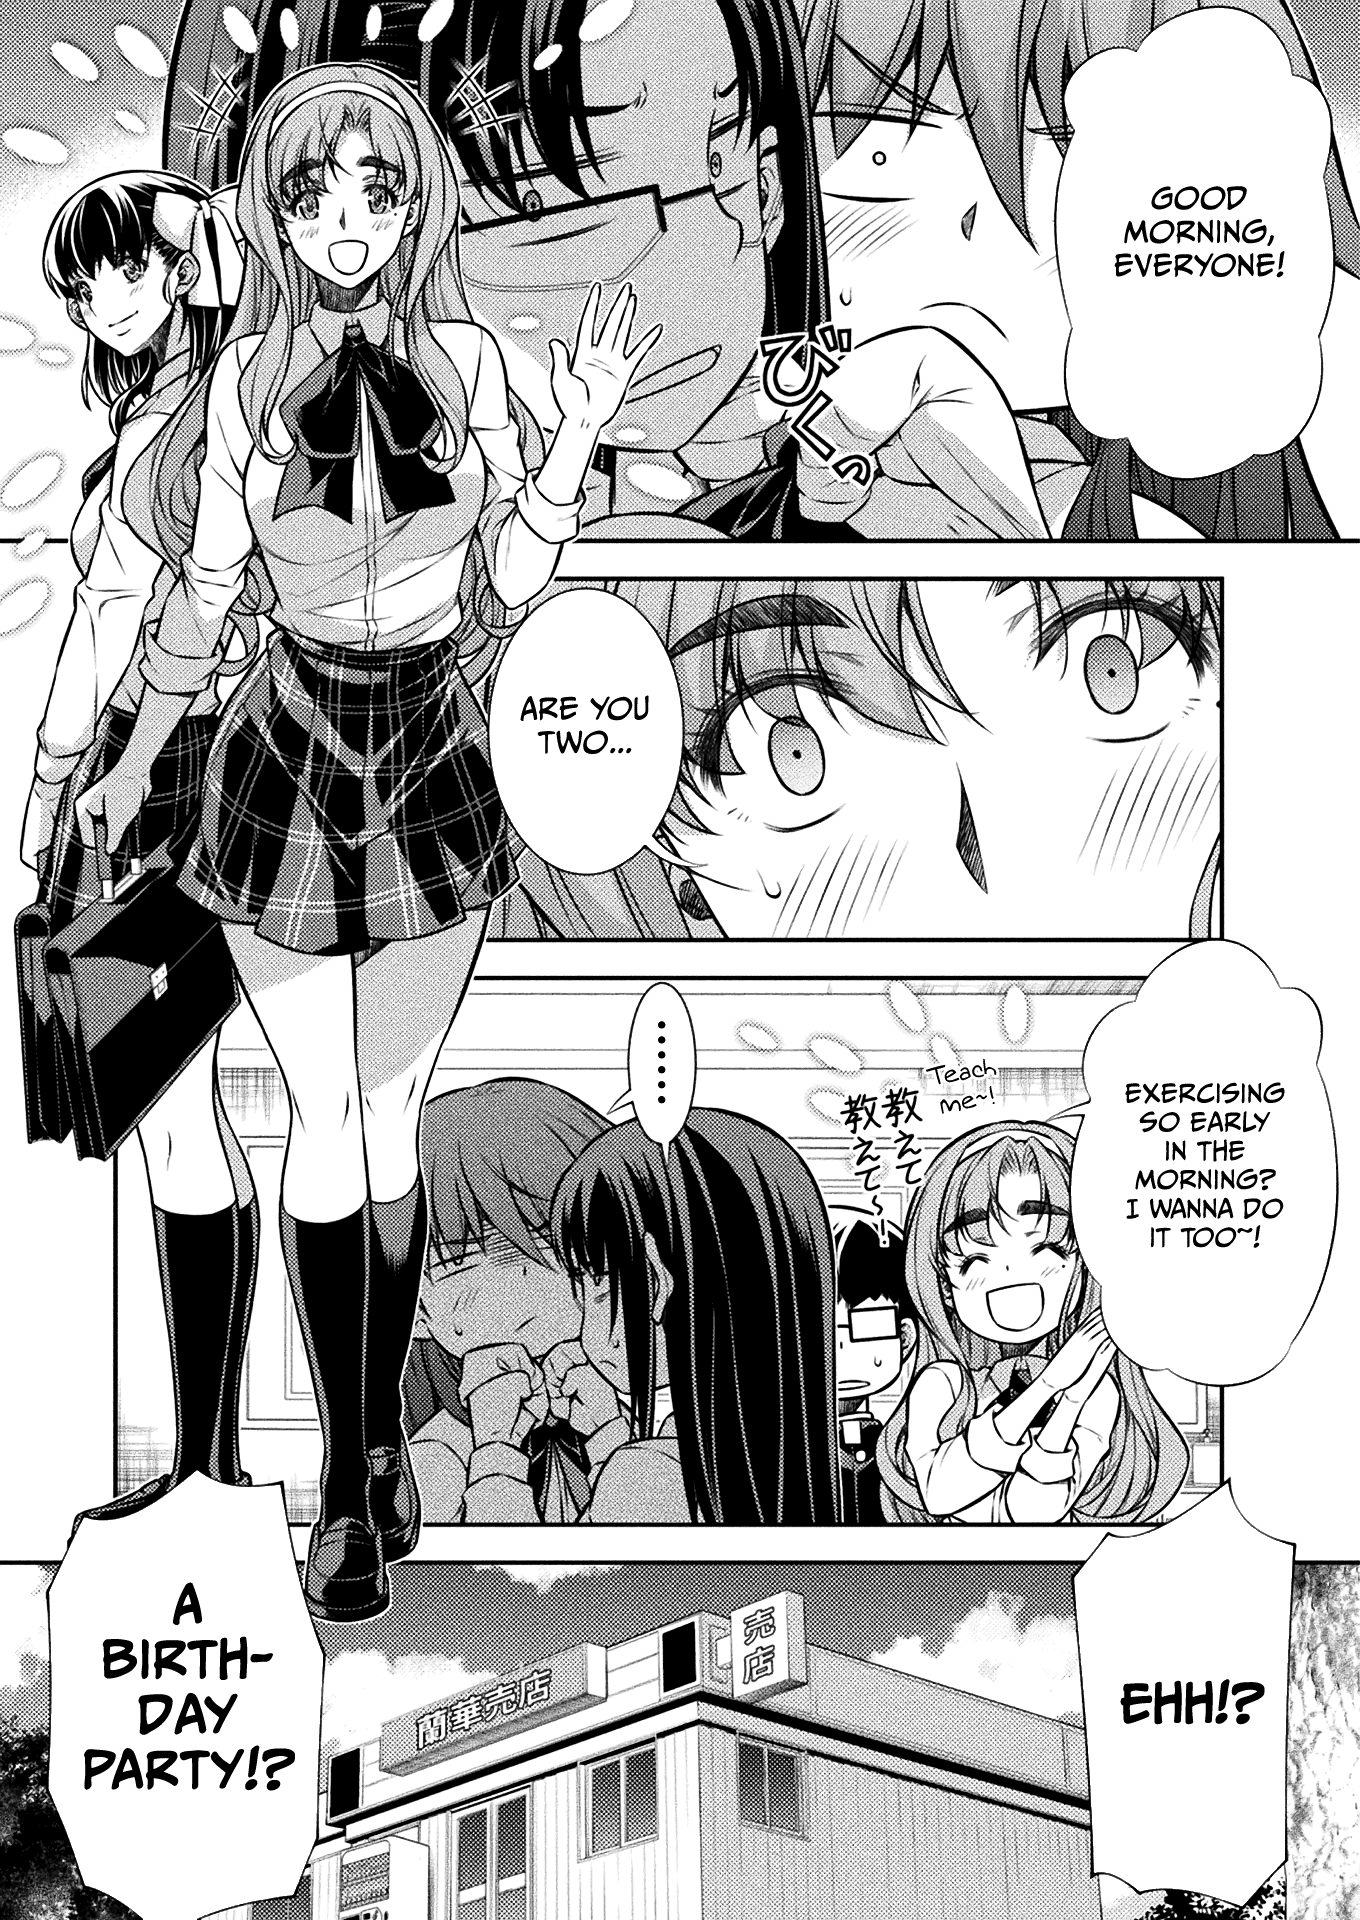 GOOD
MORNING,
EVERYONE!
びくっ
ARE YOU
TWO...
EXERCISING
SO EARLY
IN THE
MORNING?
I WANNA DO
IT TOO~!
Teach
me~!
教えて
教えて~!
......
EHH!?
売店
蘭華売店
A
BIRTH-
DAY
PARTY!?